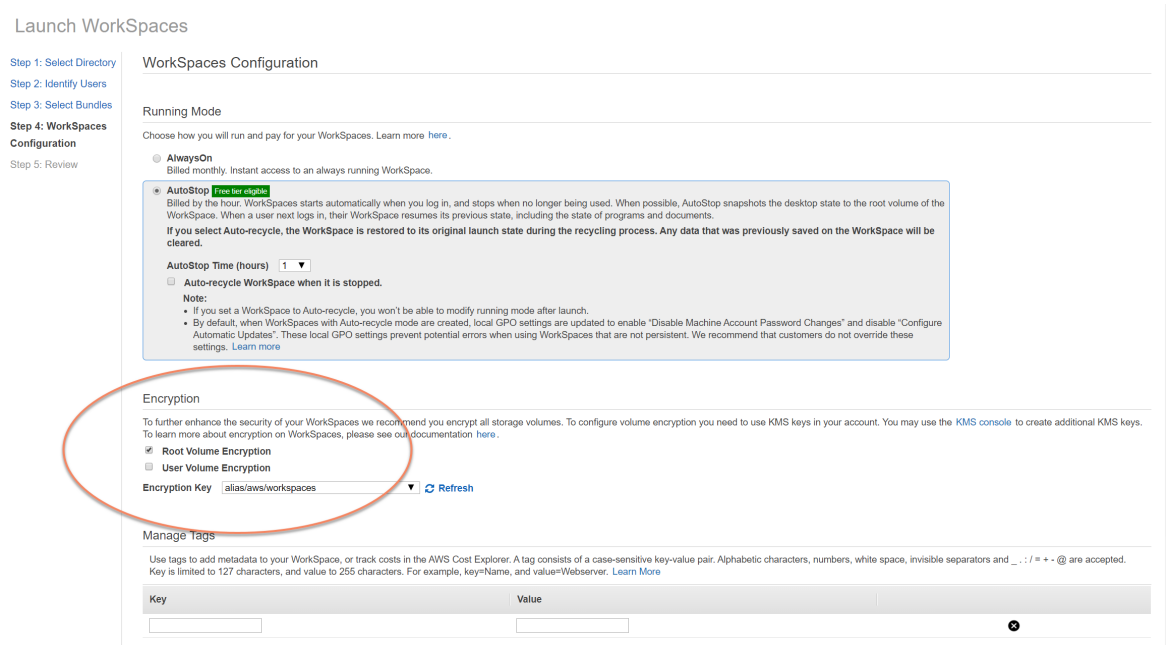 Launch WorkSpaces
Step 1: Select Directory
Step 2: Identify Users
Step 3: Select Bundles
Step 4: WorkSpaces
Configuration
Step 5: Review
WorkSpaces Configuration
Running Mode
Choose how you will run and pay for your WorkSpaces. Learn more here.
AlwaysOn
Billed monthly. Instant access to an always running WorkSpace.
AutoStop Free tier eligible
Billed by the hour. WorkSpaces starts automatically when you log in, and stops when no longer being used. When possible, AutoStop snapshots the desktop state to the root volume of the
WorkSpace. When a user next logs in, their WorkSpace resumes its previous state, including the state of programs and documents.
If you select Auto-recycle, the WorkSpace is restored to its original launch state during the recycling process. Any data that was previously saved on the WorkSpace will be
cleared.
AutoStop Time (hours) 1
Auto-recycle WorkSpace when it is stopped.
Note:
• If you set a WorkSpace to Auto-recycle, you won't be able to modify running mode after launch.
• By default, when WorkSpaces with Auto-recycle mode are created, local GPO settings are updated to enable “Disable Machine Account Password Changes” and disable “Configure
Automatic Updates”. These local GPO settings prevent potential errors when using WorkSpaces that are not persistent. We recommend that customers do not override these
settings. Learn more
Encryption
To further enhance the security of your WorkSpaces we recommend you encrypt all storage volumes. To configure volume encryption you need to use KMS keys in your account. You may use the KMS console to create additional KMS keys.
To learn more about encryption on WorkSpaces, please see our documentation here.
Root Volume Encryption
User Volume Encryption
Encryption Key alias/aws/workspaces Refresh
Manage Tags
Use tags to add metadata to your WorkSpace, or track costs in the AWS Cost Explorer. A tag consists of a case-sensitive key-value pair. Alphabetic characters, numbers, white space, invisible separators and _ . : / = + - @ are accepted.
Key is limited to 127 characters, and value to 255 characters. For example, key=Name, and value=Webserver. Learn More
Key Value